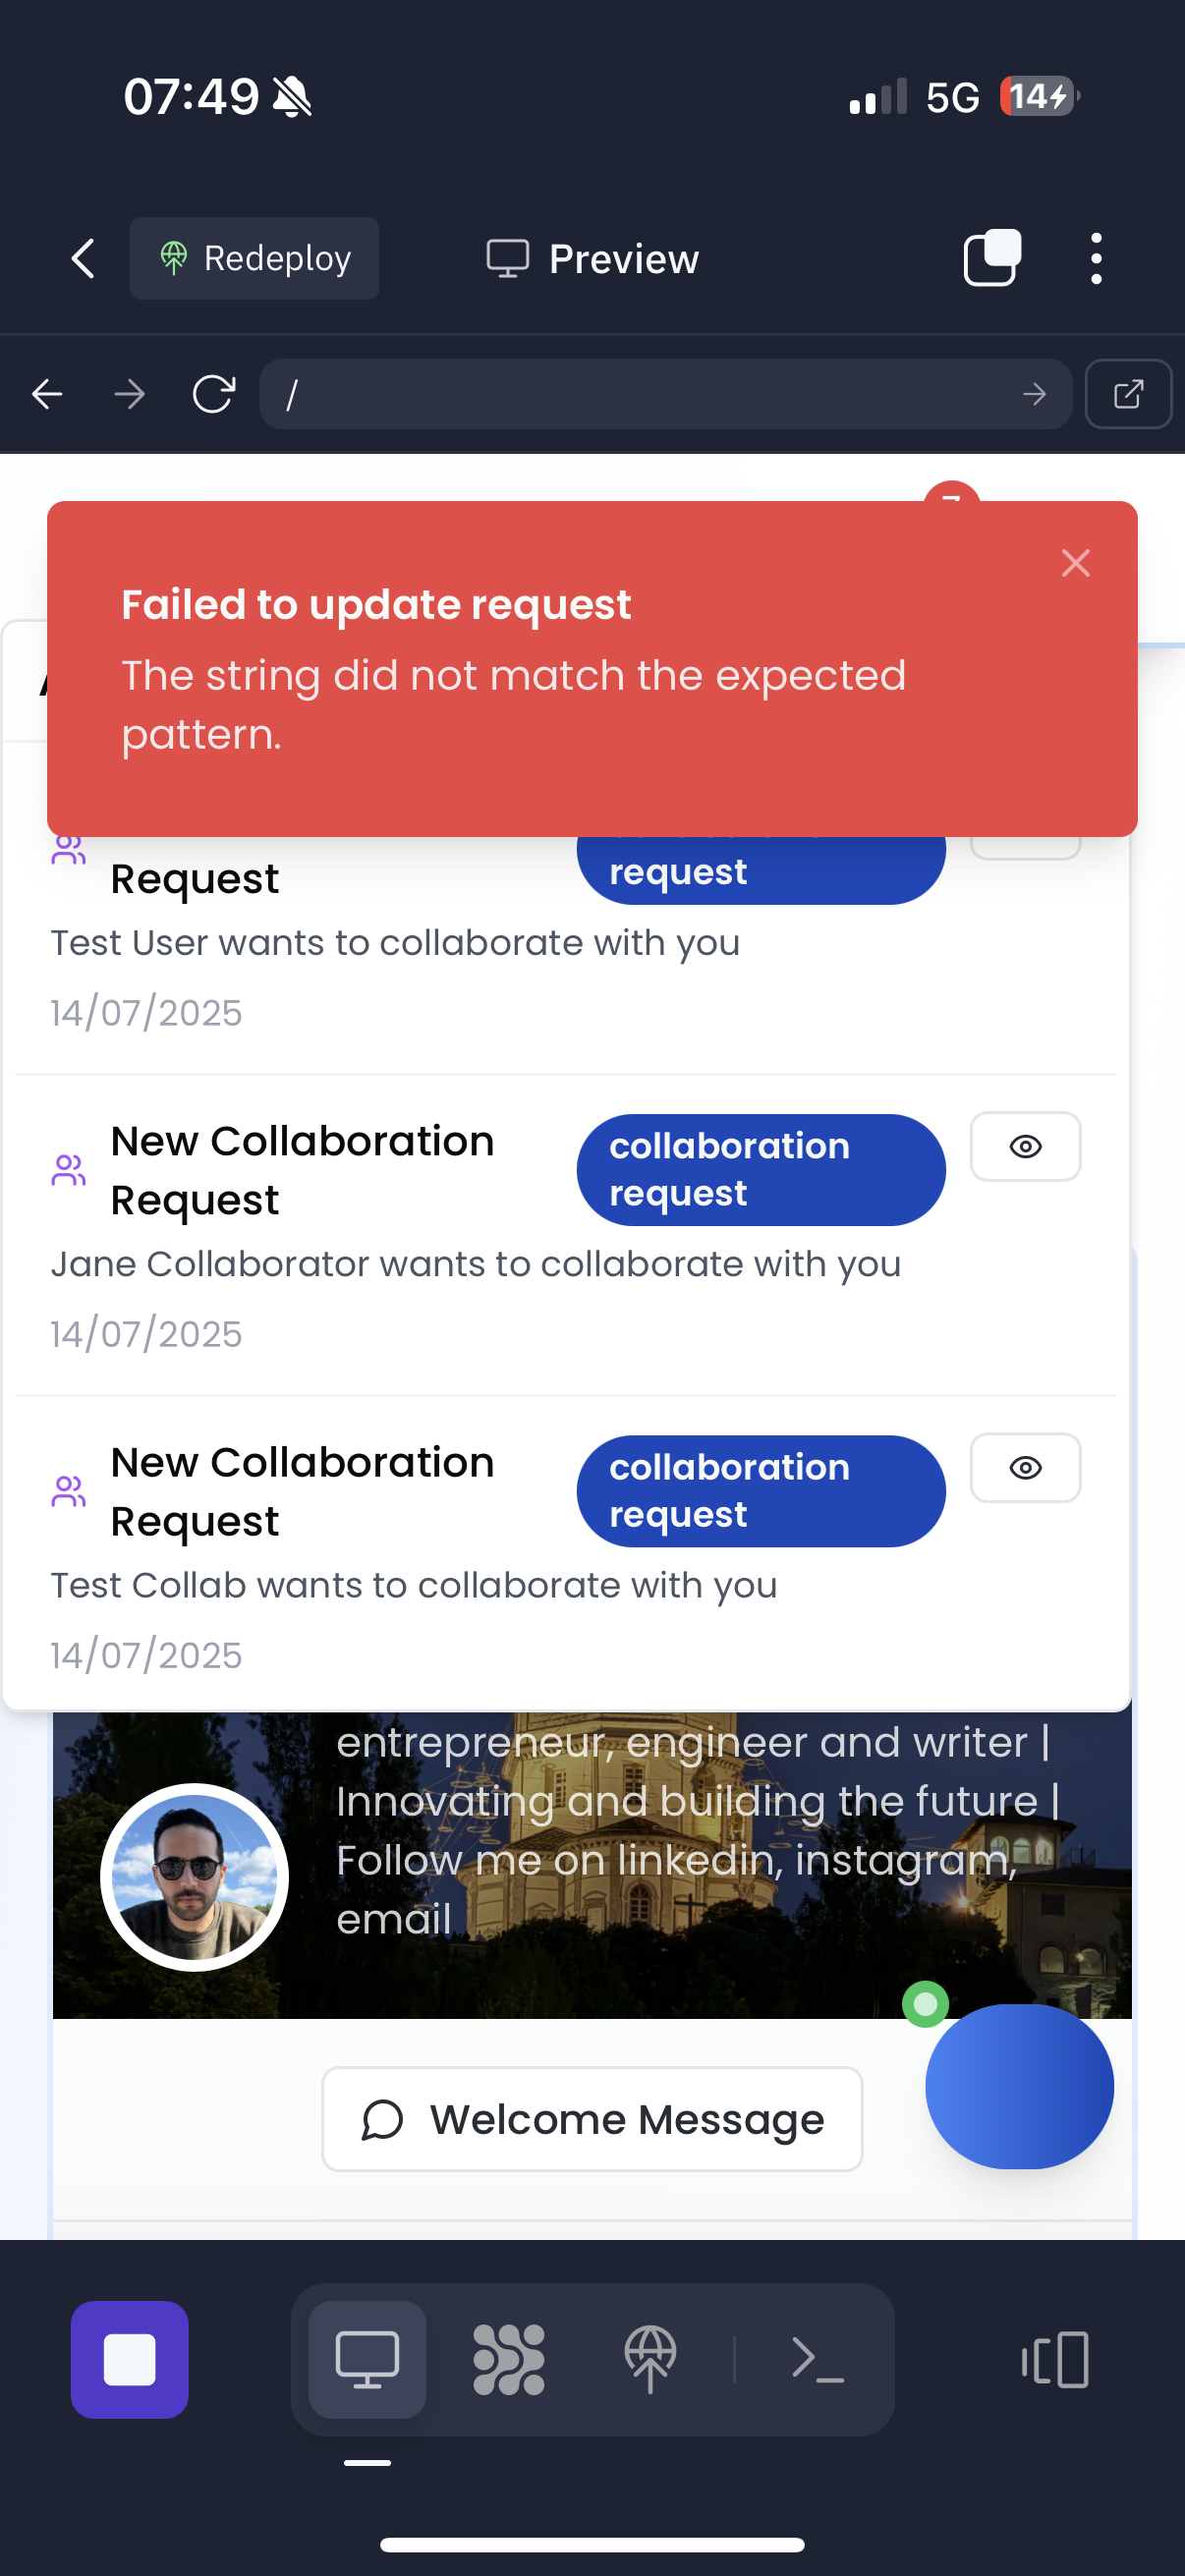 07:49
5G
14
Redeploy
Preview
/
Failed to update request
The string did not match the expected
pattern.
Request
request
Test User wants to collaborate with you
14/07/2025
New Collaboration
Request
collaboration
request
Jane Collaborator wants to collaborate with you
14/07/2025
New Collaboration
Request
collaboration
request
Test Collab wants to collaborate with you
14/07/2025
entrepreneur, engineer and writer |
Innovating and building the future |
Follow me on linkedin, instagram,
email
Welcome Message